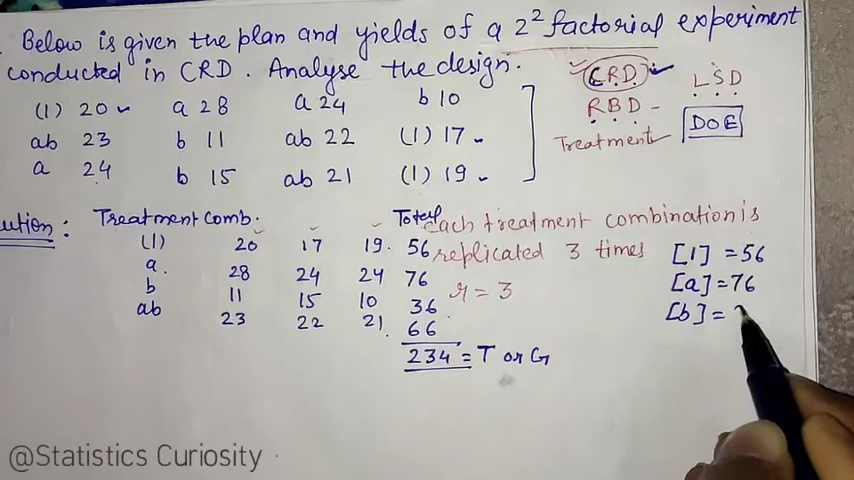 Below is given the plan and yields of a 2² factorial experiment
conducted in CRD. Analyse the design.
(1) 20 a 28 a 24 b 10
ab 23 b 11 ab 22 (1) 17
a 24 b 15 ab 21 (1) 19
CRD LSD
RBD
Treatment DOE
ution: Treatment Comb. Total
(1) 20 17 19 56
a 28 24 24 76
b 11 15 10 36
ab 23 22 21 66
234 = T or G
each treatment combination is
replicated 3 times
r = 3
[1] = 56
[a] = 76
[b] =
@Statistics Curiosity